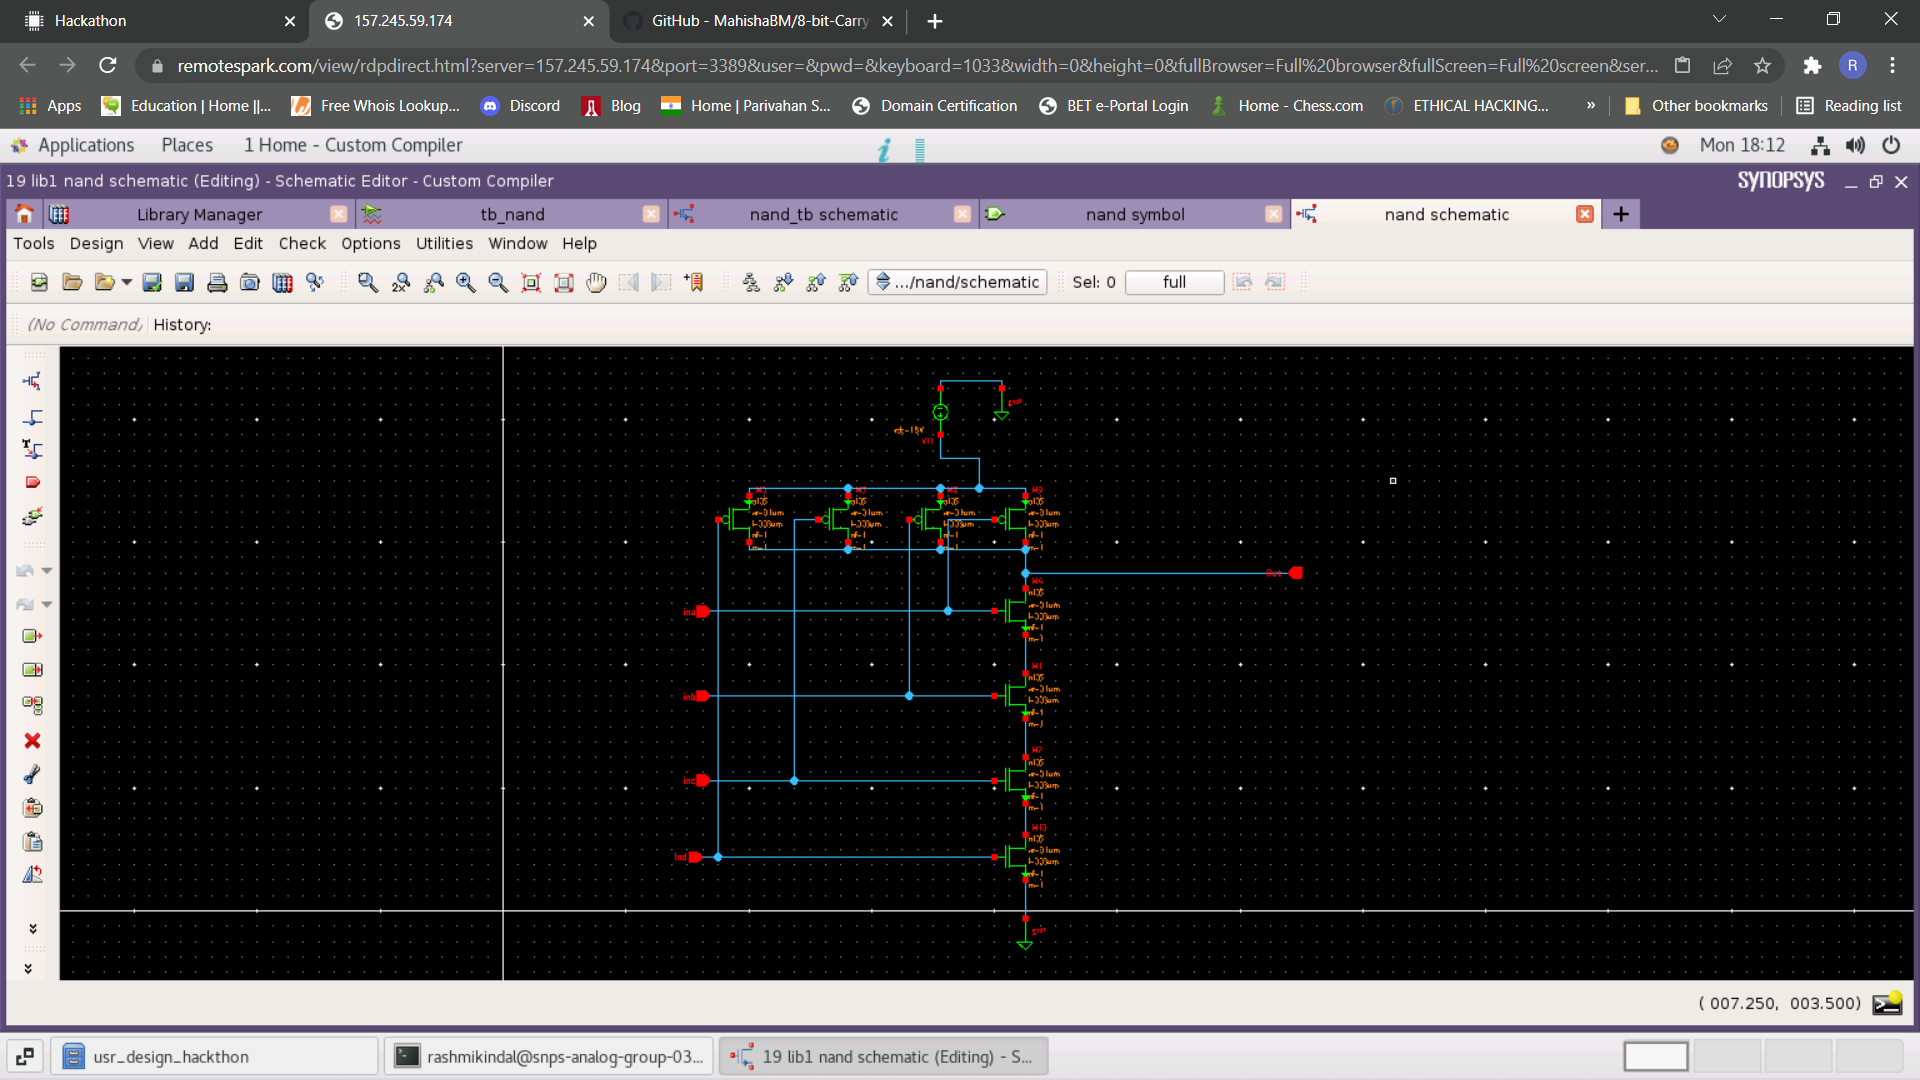 Hackathon
157.245.59.174
GitHub - MahishaBM/8-bit-Carry
remotespark.com/view/rdpdirect.html?server=157.245.59.174&port=3389&user=&pwd=&keyboard=1033&width=0&height=0&fullBrowser=Full%20browser&fullScreen=Full%20screen&ser...
R
Apps
Education | Home ||...
Free Whois Lookup...
Discord
Blog
Home | Parivahan S...
Domain Certification
BET e-Portal Login
Home - Chess.com
ETHICAL HACKING...
»
Other bookmarks
Reading list
Applications Places 1 Home - Custom Compiler
Mon 18:12
19 lib1 nand schematic (Editing) - Schematic Editor - Custom Compiler
SYNOPSYS
Library Manager
tb_nand
nand_tb schematic
nand symbol
nand schematic
Tools Design View Add Edit Check Options Utilities Window Help
2x
.../nand/schematic
Sel: 0
full
(No Command) History:
ina
Out
inb
inc
ind
( 007.250, 003.500)
usr_design_hackthon
rashmikindal@snps-analog-group-03...
19 lib1 nand schematic (Editing) - S...